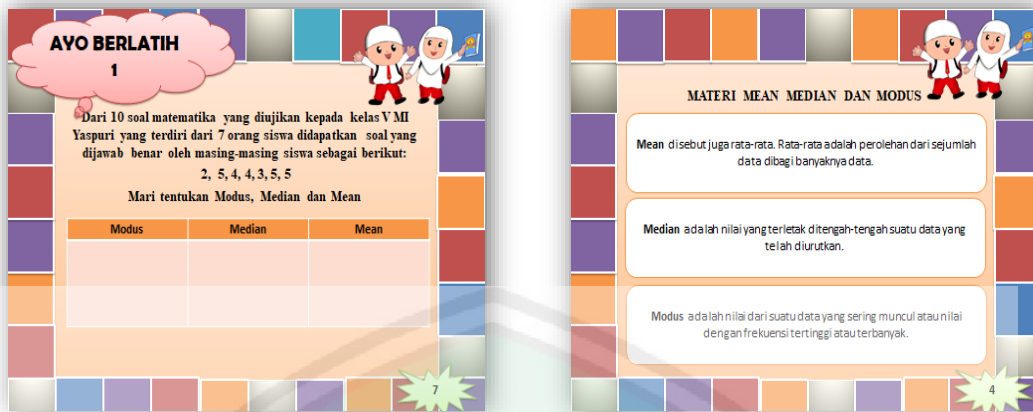 AYO BERLATIH
1
Dari 10 soal matematika yang diujikan kepada kelas V MI
Yaspuri yang terdiri dari 7 orang siswa didapatkan soal yang
dijawab benar oleh masing-masing siswa sebagai berikut:
2, 5, 4, 4, 3, 5, 5
Mari tentukan Modus, Median dan Mean
Modus Median Mean
7
MATERI MEAN MEDIAN DAN MODUS
Mean disebut juga rata-rata. Rata-rata adalah perolehan dari sejumlah
data dibagi banyaknya data.
Median adalah nilai yang terletak ditengah-tengah suatu data yang
telah diurutkan.
Modus adalah nilai dari suatu data yang sering muncul atau nilai
dengan frekuensi tertinggi atau terbanyak.
4